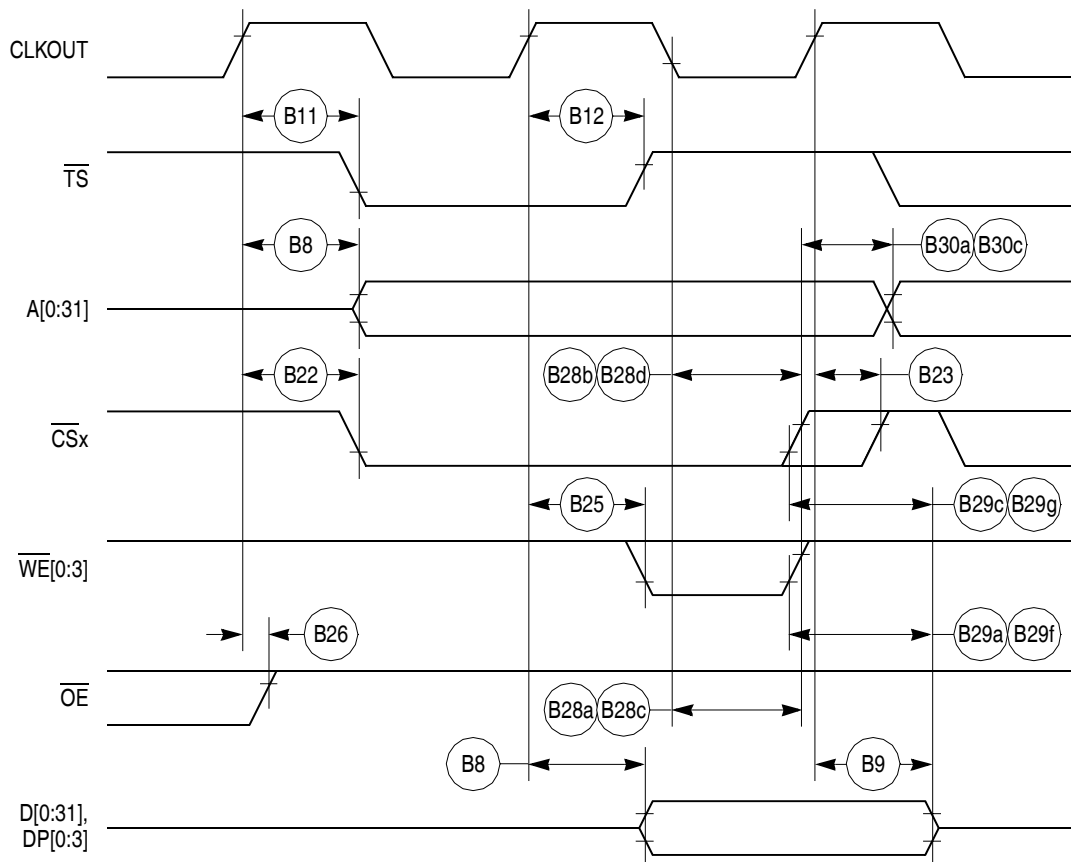 CLKOUT
B11
B12
TS
B8
B30a B30c
A[0:31]
B22
B28b B28d
B23
CSx
B25
B29c B29g
WE[0:3]
B26
B29a B29f
OE
B28a B28c
B8
B9
D[0:31],
DP[0:3]